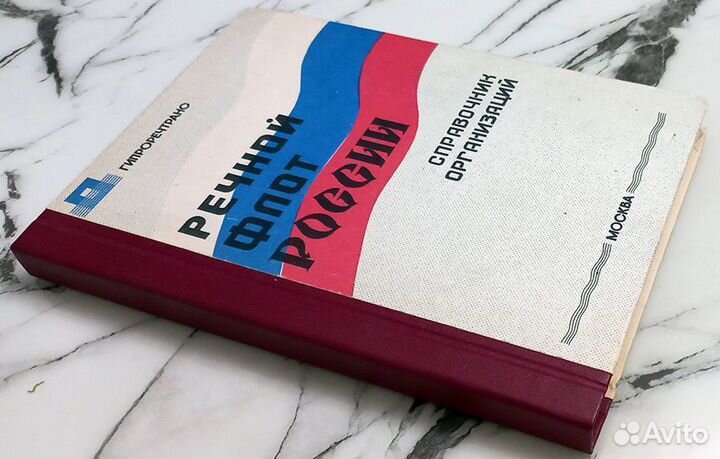 ГИПРОРЕЧТРАНС
РЕЧНОЙ
ФЛОТ
РОССИИ
СПРАВОЧНИК
ОРГАНИЗАЦИЙ
МОСКВА
Avito